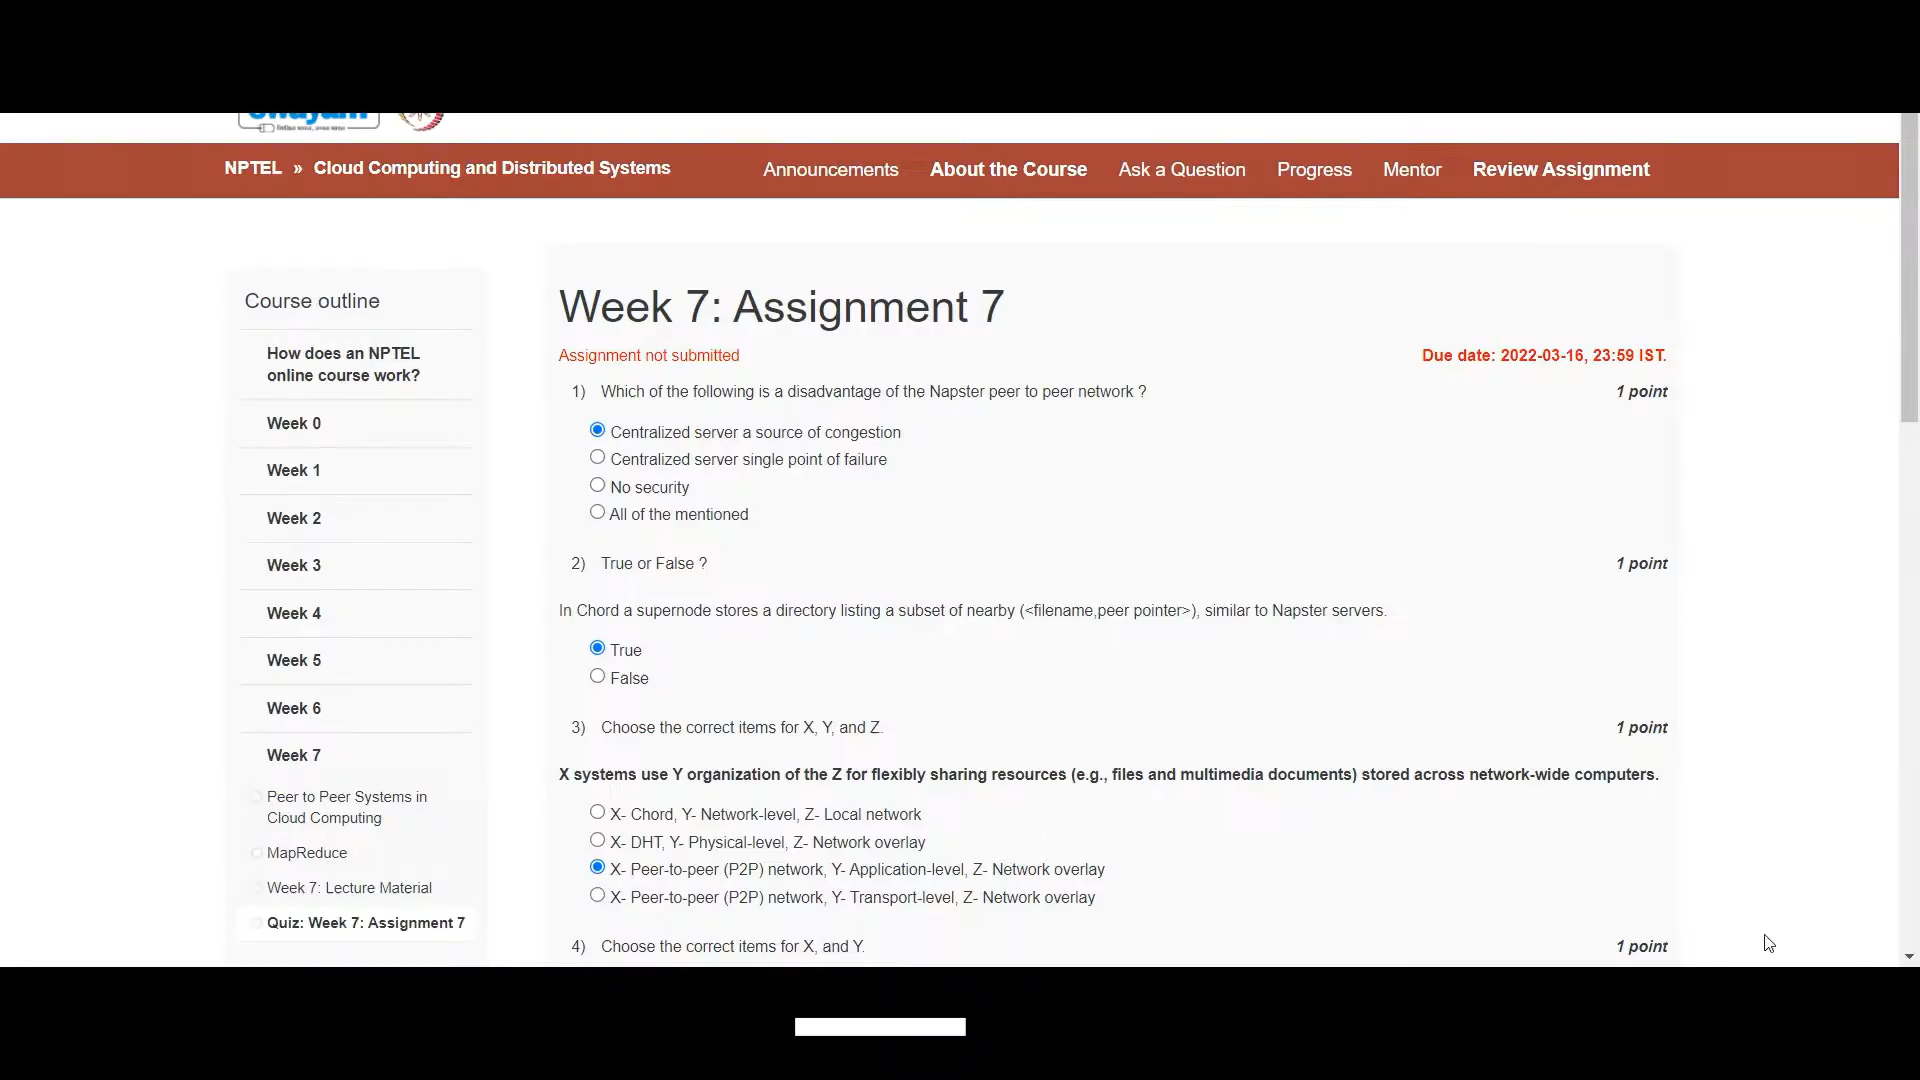 NPTEL » Cloud Computing and Distributed Systems
Announcements About the Course Ask a Question Progress Mentor Review Assignment
Course outline
How does an NPTEL
online course work?
Week 0
Week 1
Week 2
Week 3
Week 4
Week 5
Week 6
Week 7
Peer to Peer Systems in
Cloud Computing
MapReduce
Week 7: Lecture Material
Quiz: Week 7: Assignment 7
Week 7: Assignment 7
Assignment not submitted Due date: 2022-03-16, 23:59 IST.
1) Which of the following is a disadvantage of the Napster peer to peer network ? 1 point
Centralized server a source of congestion
Centralized server single point of failure
No security
All of the mentioned
2) True or False ? 1 point
In Chord a supernode stores a directory listing a subset of nearby (<filename,peer pointer>), similar to Napster servers.
True
False
3) Choose the correct items for X, Y, and Z. 1 point
X systems use Y organization of the Z for flexibly sharing resources (e.g., files and multimedia documents) stored across network-wide computers.
X- Chord, Y- Network-level, Z- Local network
X- DHT, Y- Physical-level, Z- Network overlay
X- Peer-to-peer (P2P) network, Y- Application-level, Z- Network overlay
X- Peer-to-peer (P2P) network, Y- Transport-level, Z- Network overlay
4) Choose the correct items for X, and Y. 1 point